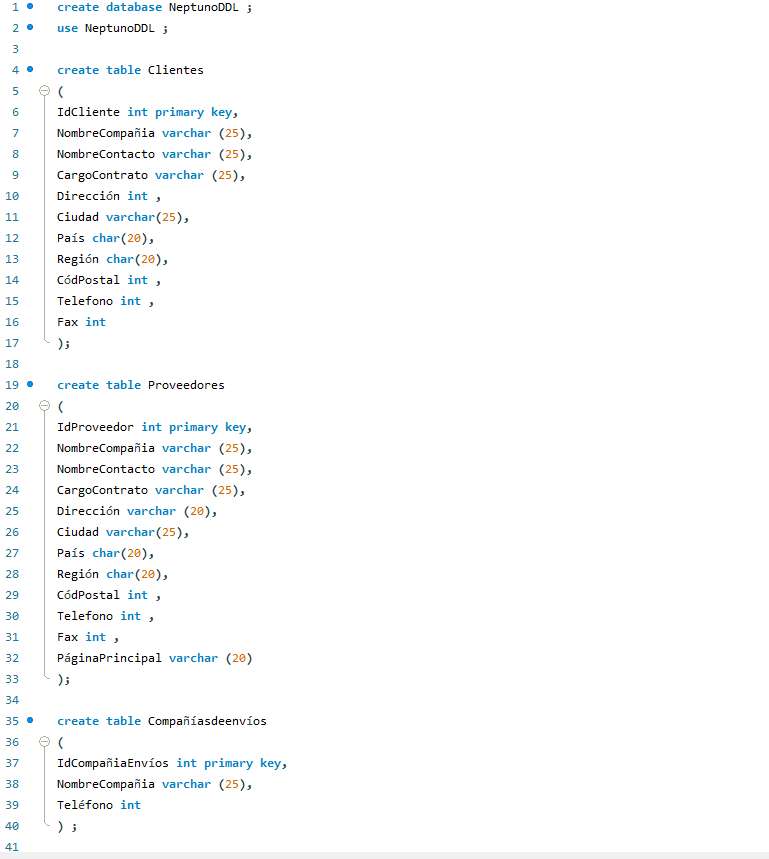 1 create database NeptunoDDL ;
2 use NeptunoDDL ;
3
4 create table Clientes
5 (
6 IdCliente int primary key,
7 NombreCompañia varchar (25),
8 NombreContacto varchar (25),
9 CargoContrato varchar (25),
10 Dirección int ,
11 Ciudad varchar(25),
12 País char(20),
13 Región char(20),
14 CódPostal int ,
15 Telefono int ,
16 Fax int
17 );
18
19 create table Proveedores
20 (
21 IdProveedor int primary key,
22 NombreCompañia varchar (25),
23 NombreContacto varchar (25),
24 CargoContrato varchar (25),
25 Dirección varchar (20),
26 Ciudad varchar(25),
27 País char(20),
28 Región char(20),
29 CódPostal int ,
30 Telefono int ,
31 Fax int ,
32 PáginaPrincipal varchar (20)
33 );
34
35 create table Compañíasdeenvíos
36 (
37 IdCompañiaEnvíos int primary key,
38 NombreCompañia varchar (25),
39 Teléfono int
40 ) ;
41